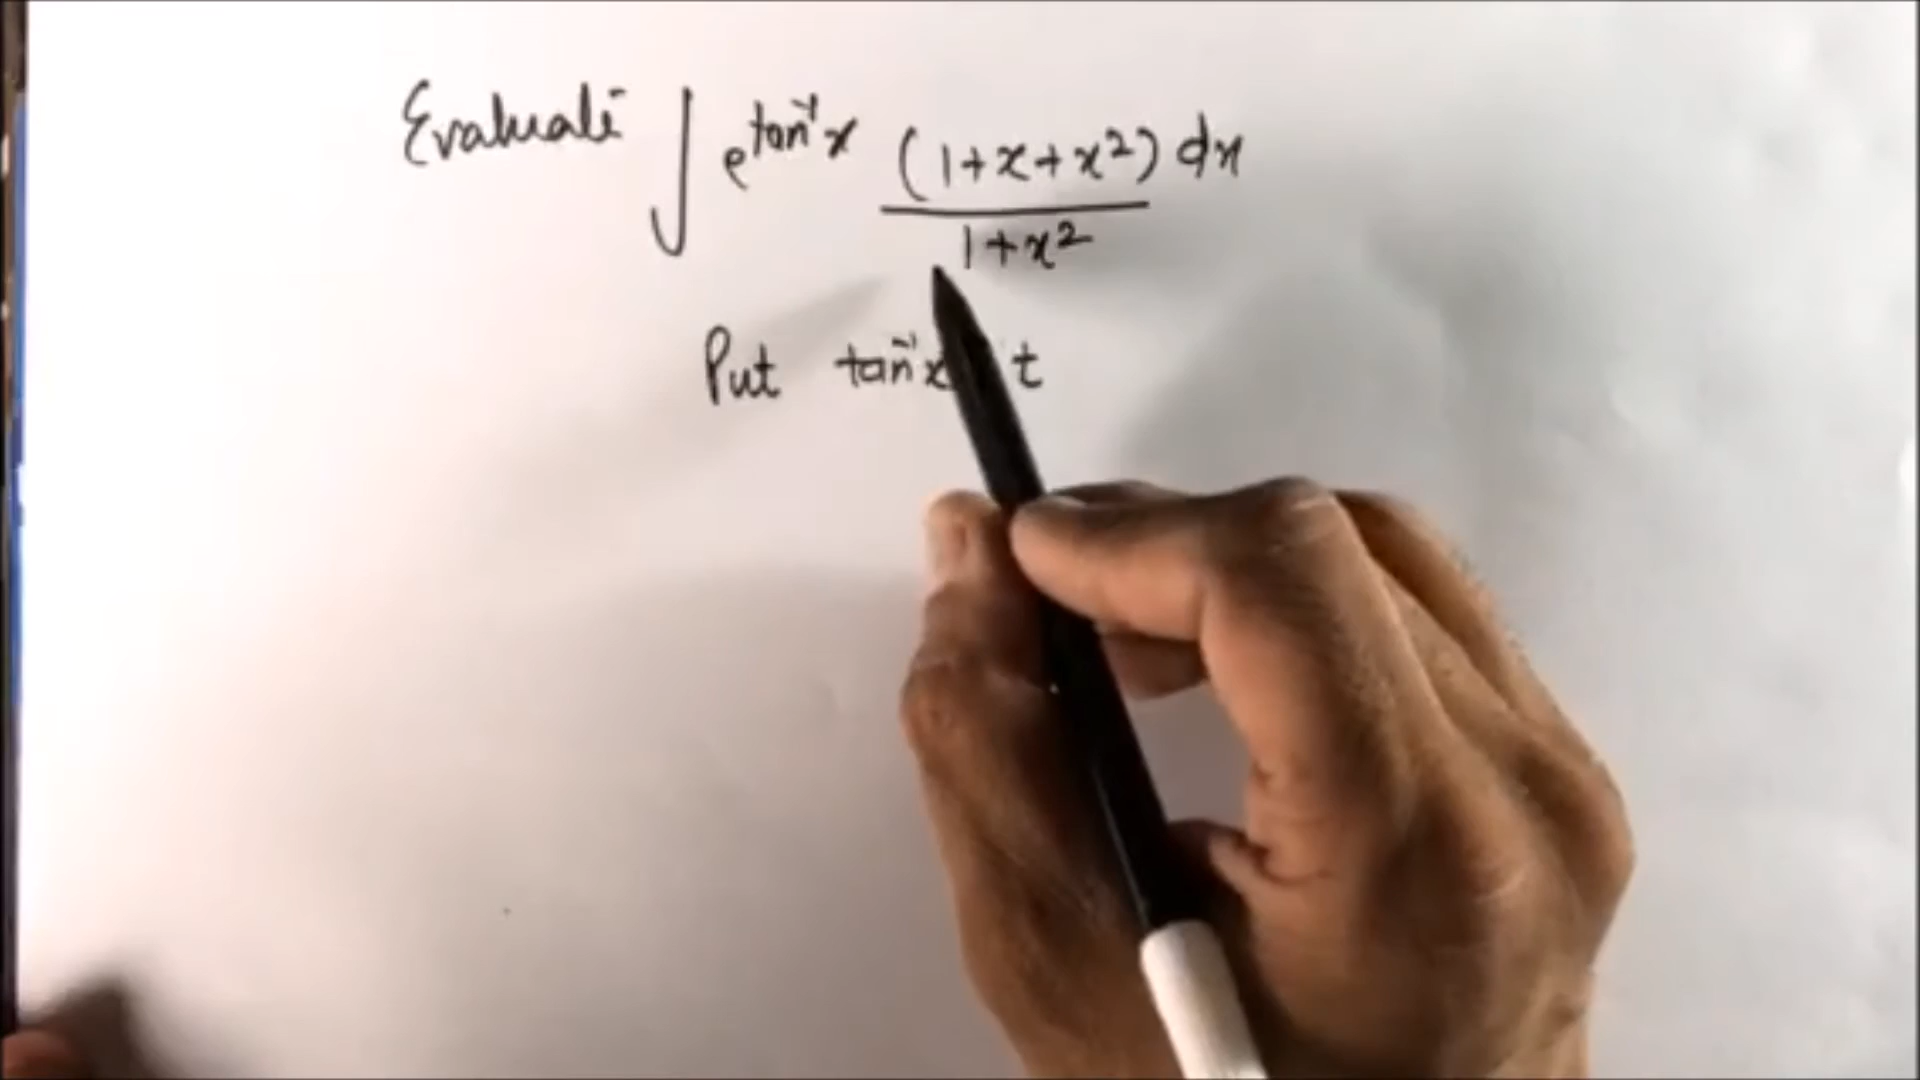 Evaluate ∫ e^tan⁻¹x (1+x+x²) dx
1+x²
Put tan⁻¹x t